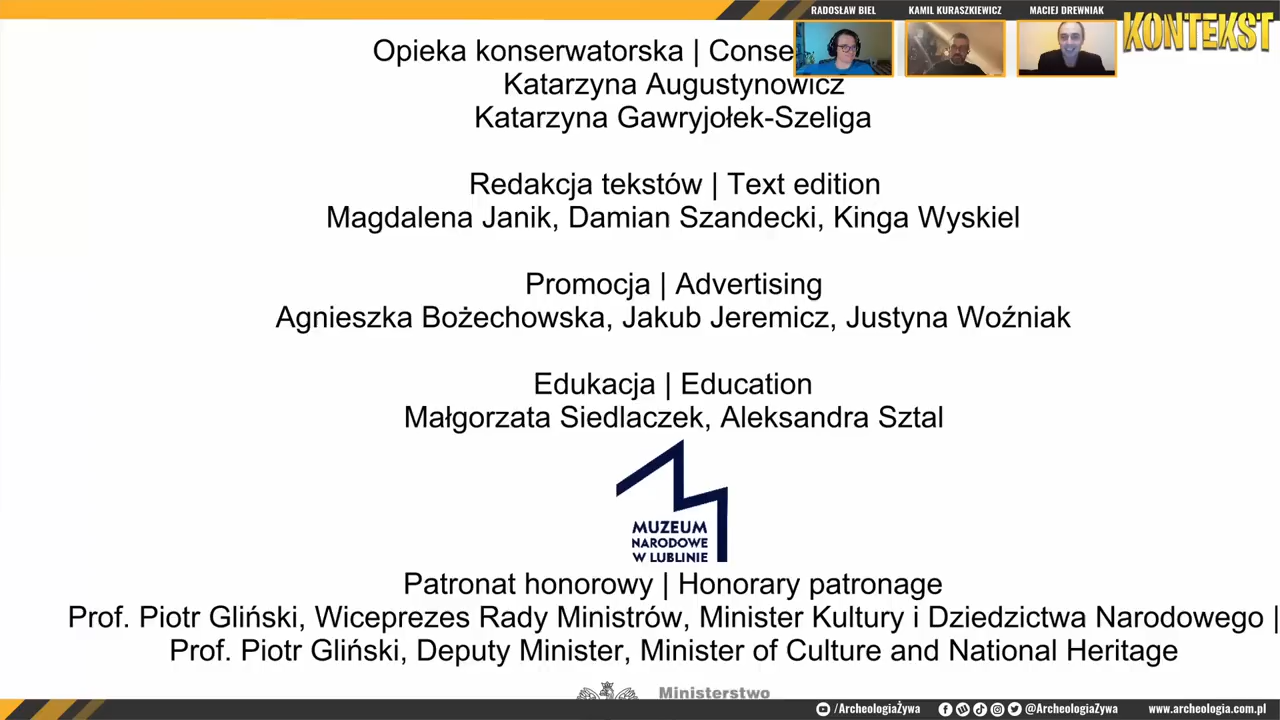 RADOSŁAW BIEL
KAMIL KURASZKIEWICZ
MACIEJ DREWNIAK
KONTEKST
Opieka konserwatorska | Conse
Katarzyna Augustynowicz
Katarzyna Gawryjołek-Szeliga
Redakcja tekstów | Text edition
Magdalena Janik, Damian Szandecki, Kinga Wyskiel
Promocja | Advertising
Agnieszka Bożechowska, Jakub Jeremicz, Justyna Woźniak
Edukacja | Education
Małgorzata Siedlaczek, Aleksandra Sztal
MUZEUM
NARODOWE
W LUBLINIE
Patronat honorowy | Honorary patronage
Prof. Piotr Gliński, Wiceprezes Rady Ministrów, Minister Kultury i Dziedzictwa Narodowego |
Prof. Piotr Gliński, Deputy Minister, Minister of Culture and National Heritage
Ministerstwo
/ArcheologiaŻywa
@ArcheologiaZywa
www.archeologia.com.pl